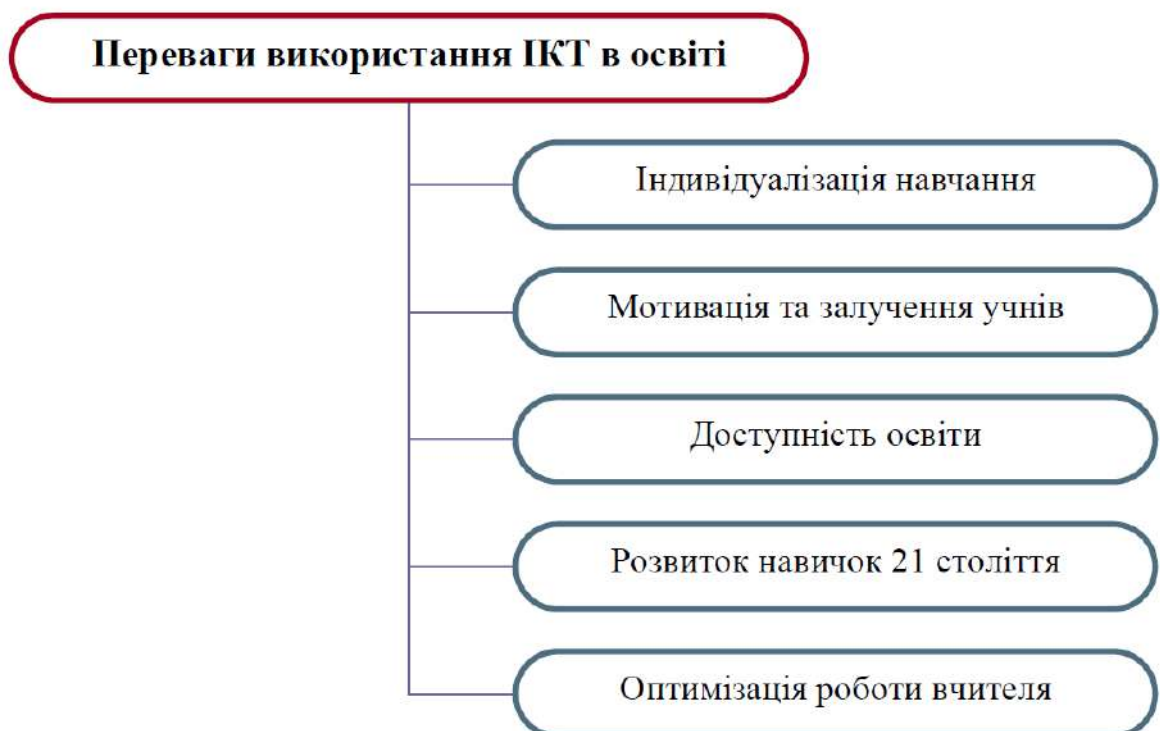 Переваги використання ІКТ в освіті
Індивідуалізація навчання
Мотивація та залучення учнів
Доступність освіти
Розвиток навичок 21 століття
Оптимізація роботи вчителя